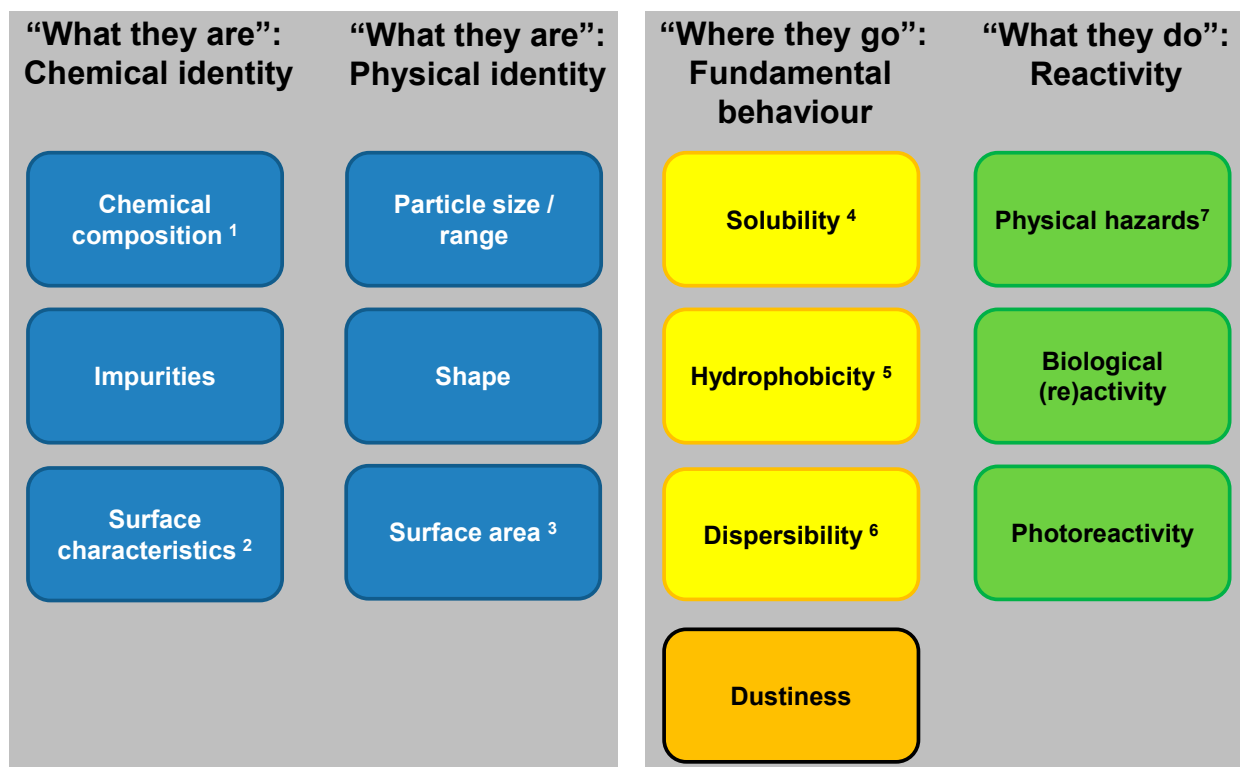 “What they are”:
Chemical identity
“What they are”:
Physical identity
“Where they go”:
Fundamental
behaviour
“What they do”:
Reactivity
Chemical
composition ¹
Particle size /
range
Solubility ⁴
Physical hazards⁷
Impurities
Shape
Hydrophobicity ⁵
Biological
(re)activity
Surface
characteristics ²
Surface area ³
Dispersibility ⁶
Photoreactivity
Dustiness